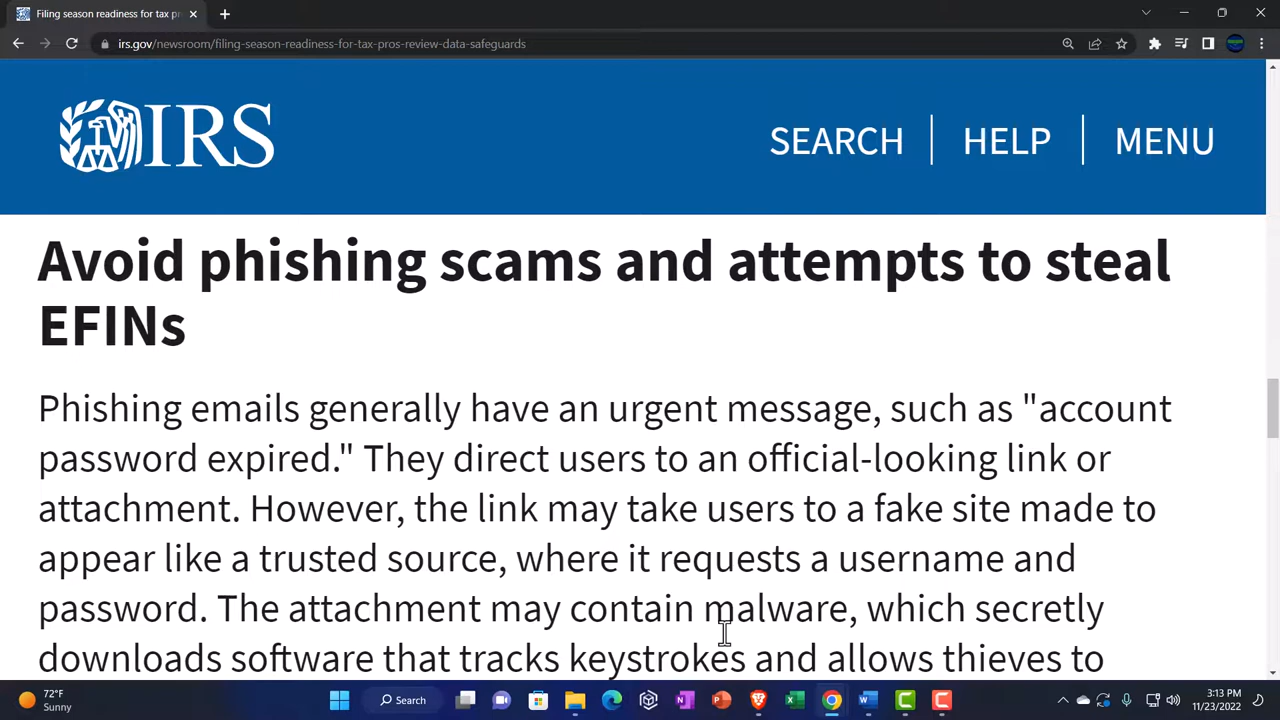 Filing season readiness for tax pr
irs.gov/newsroom/filing-season-readiness-for-tax-pros-review-data-safeguards
IRS
SEARCH
HELP
MENU
Avoid phishing scams and attempts to steal
EFINs
Phishing emails generally have an urgent message, such as "account
password expired." They direct users to an official-looking link or
attachment. However, the link may take users to a fake site made to
appear like a trusted source, where it requests a username and
password. The attachment may contain malware, which secretly
downloads software that tracks keystrokes and allows thieves to
72°F
Sunny
Search
3:13 PM
11/23/2022